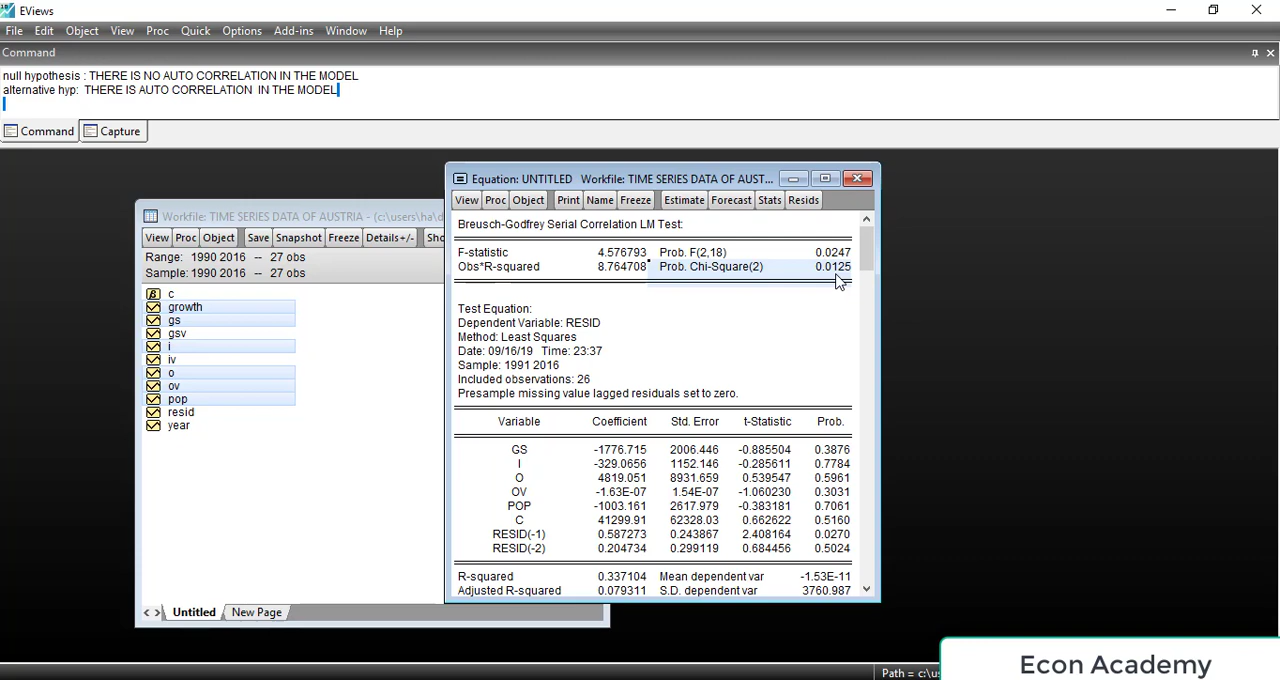 EViews
File Edit Object View Proc Quick Options Add-ins Window Help
Command
null hypothesis : THERE IS NO AUTO CORRELATION IN THE MODEL
alternative hyp: THERE IS AUTO CORRELATION IN THE MODEL
Command Capture
Workfile: TIME SERIES DATA OF AUSTRIA - (c:\users\ha\d
View Proc Object Save Snapshot Freeze Details+/- Sho
Range: 1990 2016 -- 27 obs
Sample: 1990 2016 -- 27 obs
c
growth
gs
gsv
i
iv
o
ov
pop
resid
year
Untitled New Page
Equation: UNTITLED Workfile: TIME SERIES DATA OF AUST...
View Proc Object Print Name Freeze Estimate Forecast Stats Resids
Breusch-Godfrey Serial Correlation LM Test:
F-statistic 4.576793 Prob. F(2,18) 0.0247
Obs*R-squared 8.764708 Prob. Chi-Square(2) 0.0125
Test Equation:
Dependent Variable: RESID
Method: Least Squares
Date: 09/16/19 Time: 23:37
Sample: 1991 2016
Included observations: 26
Presample missing value lagged residuals set to zero.
Variable Coefficient Std. Error t-Statistic Prob.
GS -1776.715 2006.446 -0.885504 0.3876
I -329.0656 1152.146 -0.285611 0.7784
O 4819.051 8931.659 0.539547 0.5961
OV -1.63E-07 1.54E-07 -1.060230 0.3031
POP -1003.161 2617.979 -0.383181 0.7061
C 41299.91 62328.03 0.662622 0.5160
RESID(-1) 0.587273 0.243867 2.408164 0.0270
RESID(-2) 0.204734 0.299119 0.684456 0.5024
R-squared 0.337104 Mean dependent var -1.53E-11
Adjusted R-squared 0.079311 S.D. dependent var 3760.987
Path = c:\us
Econ Academy